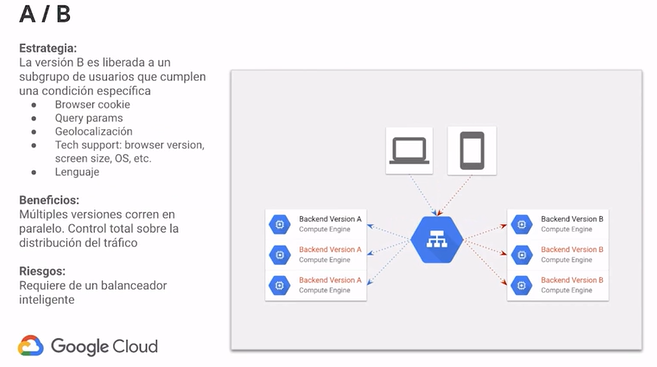 A / B
Estrategia:
La versión B es liberada a un
subgrupo de usuarios que cumplen
una condición específica
● Browser cookie
● Query params
● Geolocalización
● Tech support: browser version,
screen size, OS, etc.
● Lenguaje
Beneficios:
Múltiples versiones corren en
paralelo. Control total sobre la
distribución del tráfico
Riesgos:
Requiere de un balanceador
inteligente
Google Cloud
Backend Version A
Compute Engine
Backend Version A
Compute Engine
Backend Version A
Compute Engine
Backend Version B
Compute Engine
Backend Version B
Compute Engine
Backend Version B
Compute Engine